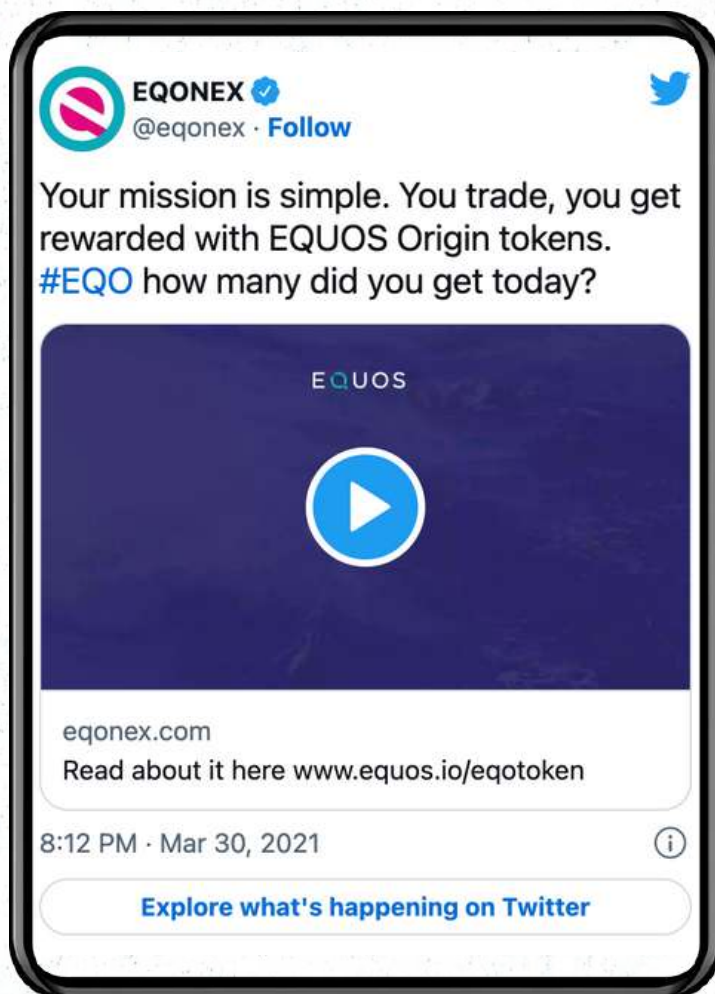 EQONEX
@eqonex · Follow
Your mission is simple. You trade, you get
rewarded with EQUOS Origin tokens.
#EQO how many did you get today?
EQUOS
eqonex.com
Read about it here www.equos.io/eqotoken
8:12 PM · Mar 30, 2021
Explore what's happening on Twitter